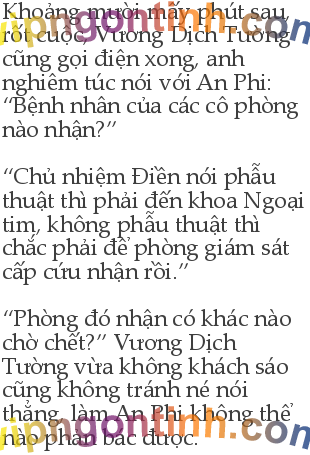 Khoảng mười mấy phút sau,
rốt cuộc, Vương Dịch Tường
cũng gọi điện xong, anh
nghiêm túc nói với An Phi:
“Bệnh nhân của các cô phòng
nào nhận?”
“Chủ nhiệm Điền nói phẫu
thuật thì phải đến khoa Ngoại
tim, không phẫu thuật thì
chắc phải để phòng giám sát
cấp cứu nhận rồi.”
“Phòng đó nhận có khác nào
chờ chết?” Vương Dịch
Tường vừa không khách sáo
cũng không tránh né nói
thẳng, làm An Phi không thể
nào phản bác được.